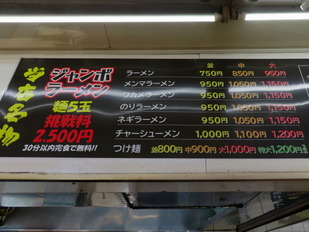 ジャンボ
ラーメン
麺5玉
挑戦料
2,500円
30分以内完食で無料!!
並 中 大
ラーメン 750円 850円 950円
メンマラーメン 950円 1,050円 1,150円
ワカメラーメン 950円 1,050円 1,150円
のりラーメン 950円 1,050円 1,150円
ネギラーメン 950円 1,050円 1,150円
チャーシューメン 1,000円 1,100円 1,200円
つけ麺 並800円 中900円 大1,000円 特大1,200円